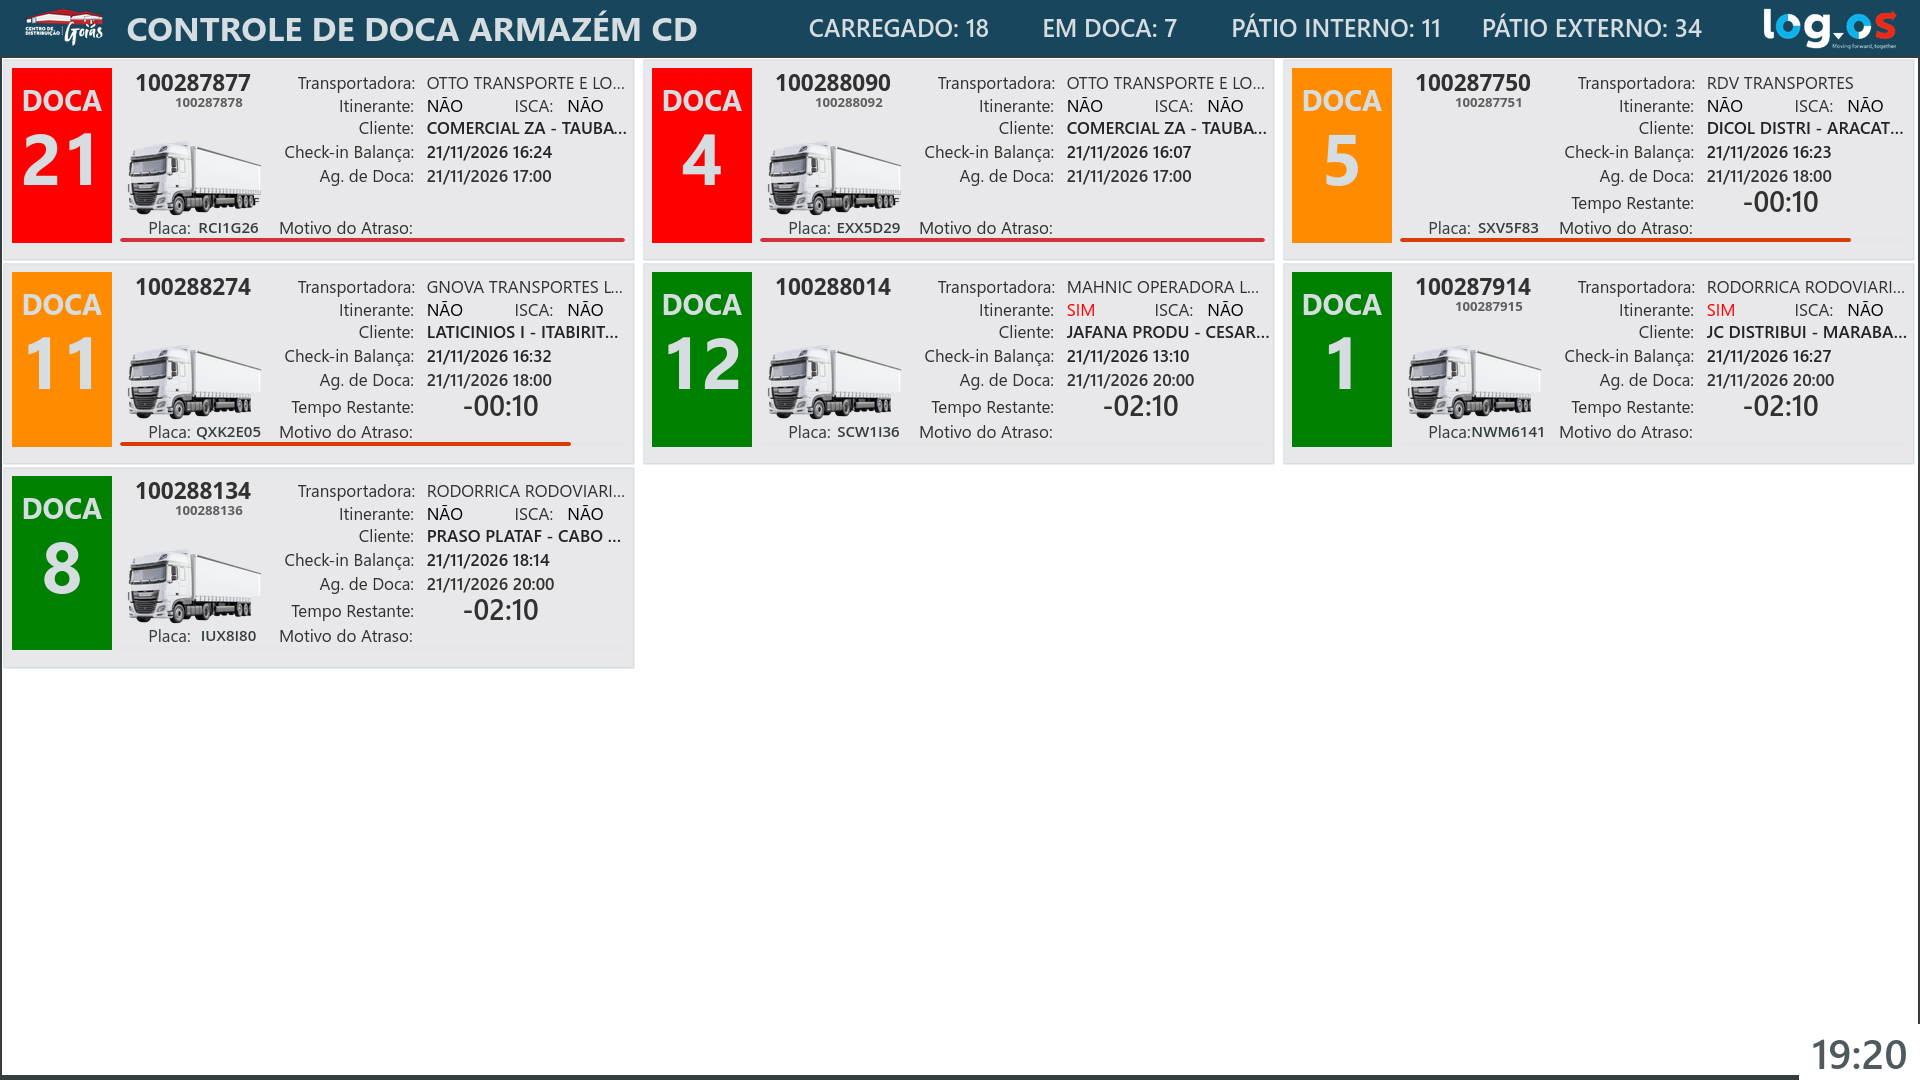 CENTRO DE DISTRIBUIÇÃO Goiás
CONTROLE DE DOCA ARMAZÉM CD
CARREGADO: 18
EM DOCA: 7
PÁTIO INTERNO: 11
PÁTIO EXTERNO: 34
log.os
Moving forward, together
DOCA
21
100287877
100287878
Transportadora: OTTO TRANSPORTE E LO...
Itinerante: NÃO ISCA: NÃO
Cliente: COMERCIAL ZA - TAUBA...
Check-in Balança: 21/11/2026 16:24
Ag. de Doca: 21/11/2026 17:00
Placa: RCI1G26 Motivo do Atraso:
DOCA
4
100288090
100288092
Transportadora: OTTO TRANSPORTE E LO...
Itinerante: NÃO ISCA: NÃO
Cliente: COMERCIAL ZA - TAUBA...
Check-in Balança: 21/11/2026 16:07
Ag. de Doca: 21/11/2026 17:00
Placa: EXX5D29 Motivo do Atraso:
DOCA
5
100287750
100287751
Transportadora: RDV TRANSPORTES
Itinerante: NÃO ISCA: NÃO
Cliente: DICOL DISTRI - ARACAT...
Check-in Balança: 21/11/2026 16:23
Ag. de Doca: 21/11/2026 18:00
Tempo Restante: -00:10
Placa: SXV5F83 Motivo do Atraso:
DOCA
11
100288274
Transportadora: GNOVA TRANSPORTES L...
Itinerante: NÃO ISCA: NÃO
Cliente: LATICINIOS I - ITABIRIT...
Check-in Balança: 21/11/2026 16:32
Ag. de Doca: 21/11/2026 18:00
Tempo Restante: -00:10
Placa: QXK2E05 Motivo do Atraso:
DOCA
12
100288014
Transportadora: MAHNIC OPERADORA L...
Itinerante: SIM ISCA: NÃO
Cliente: JAFANA PRODU - CESAR...
Check-in Balança: 21/11/2026 13:10
Ag. de Doca: 21/11/2026 20:00
Tempo Restante: -02:10
Placa: SCW1I36 Motivo do Atraso:
DOCA
1
100287914
100287915
Transportadora: RODORRICA RODOVIARI...
Itinerante: SIM ISCA: NÃO
Cliente: JC DISTRIBUI - MARABA...
Check-in Balança: 21/11/2026 16:27
Ag. de Doca: 21/11/2026 20:00
Tempo Restante: -02:10
Placa: NWM6141 Motivo do Atraso:
DOCA
8
100288134
100288136
Transportadora: RODORRICA RODOVIARI...
Itinerante: NÃO ISCA: NÃO
Cliente: PRASO PLATAF - CABO ...
Check-in Balança: 21/11/2026 18:14
Ag. de Doca: 21/11/2026 20:00
Tempo Restante: -02:10
Placa: IUX8I80 Motivo do Atraso:
19:20